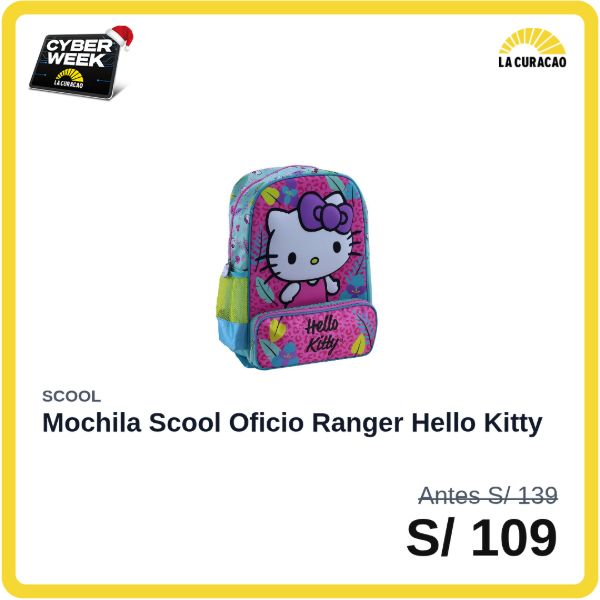 CYBER
WEEK
LA CURACAO
LA CURACAO
Hello
Kitty
SCOOL
Mochila Scool Oficio Ranger Hello Kitty
Antes S/ 139
S/ 109